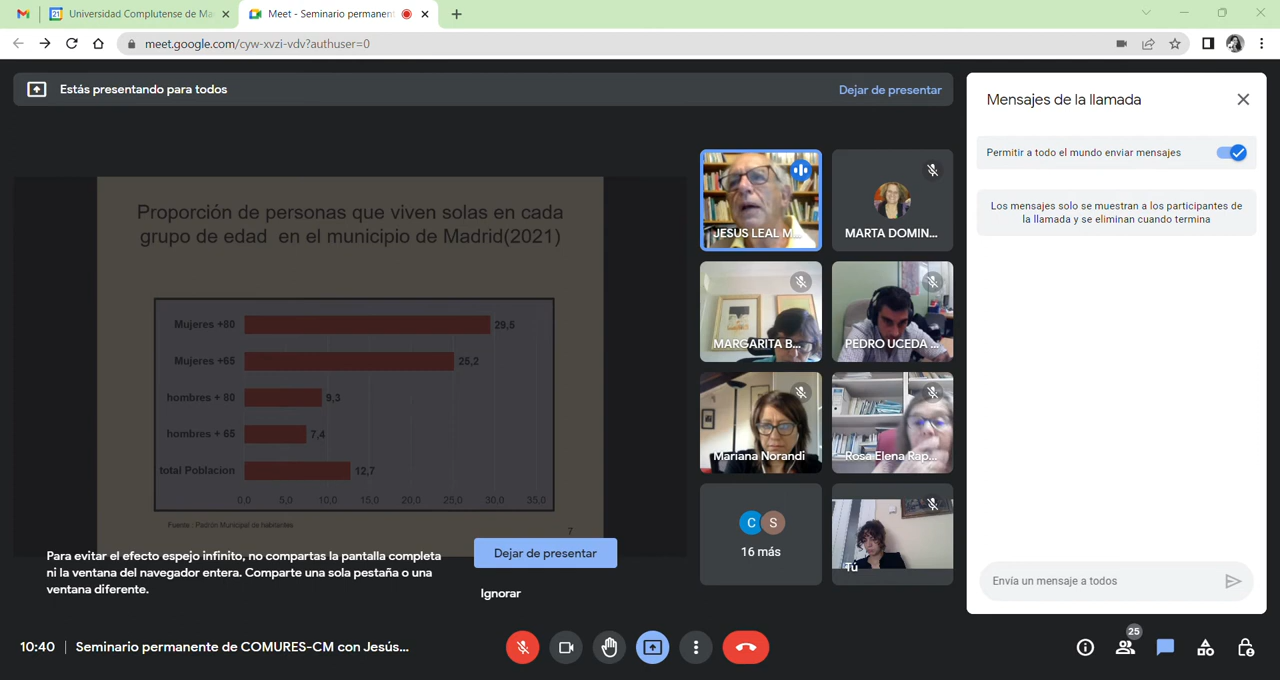 Universidad Complutense de Ma
Meet - Seminario permanent
meet.google.com/cyw-xvzi-vdv?authuser=0
Estás presentando para todos
Dejar de presentar
Proporción de personas que viven solas en cada
grupo de edad en el municipio de Madrid(2021)
Mujeres +80
29,5
Mujeres +65
25,2
hombres + 80
9,3
hombres + 65
7,4
total Poblacion
12,7
0,0 5,0 10,0 15,0 20,0 25,0 30,0 35,0
Fuente : Padrón Municipal de habitantes
7
Para evitar el efecto espejo infinito, no compartas la pantalla completa
ni la ventana del navegador entera. Comparte una sola pestaña o una
ventana diferente.
Dejar de presentar
Ignorar
JESUS LEAL M...
MARTA DOMIN...
MARGARITA B...
PEDRO UCEDA ...
Mariana Norandi
Rosa Elena Rap...
C S
16 más
Tú
Mensajes de la llamada
Permitir a todo el mundo enviar mensajes
Los mensajes solo se muestran a los participantes de
la llamada y se eliminan cuando termina
Envía un mensaje a todos
10:40 | Seminario permanente de COMURES-CM con Jesús...
25